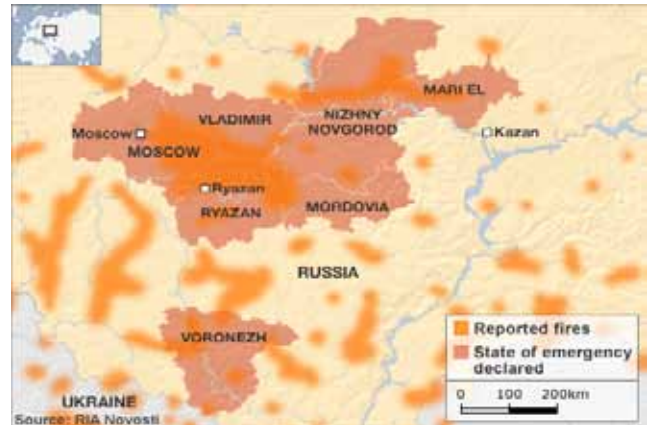 MARI EL
VLADIMIR
NIZHNY
NOVGOROD
Moscow
MOSCOW
Kazan
Ryazan
RYAZAN
MORDOVIA
RUSSIA
VORONEZH
Reported fires
State of emergency
declared
0 100 200km
UKRAINE
Source: RIA Novosti